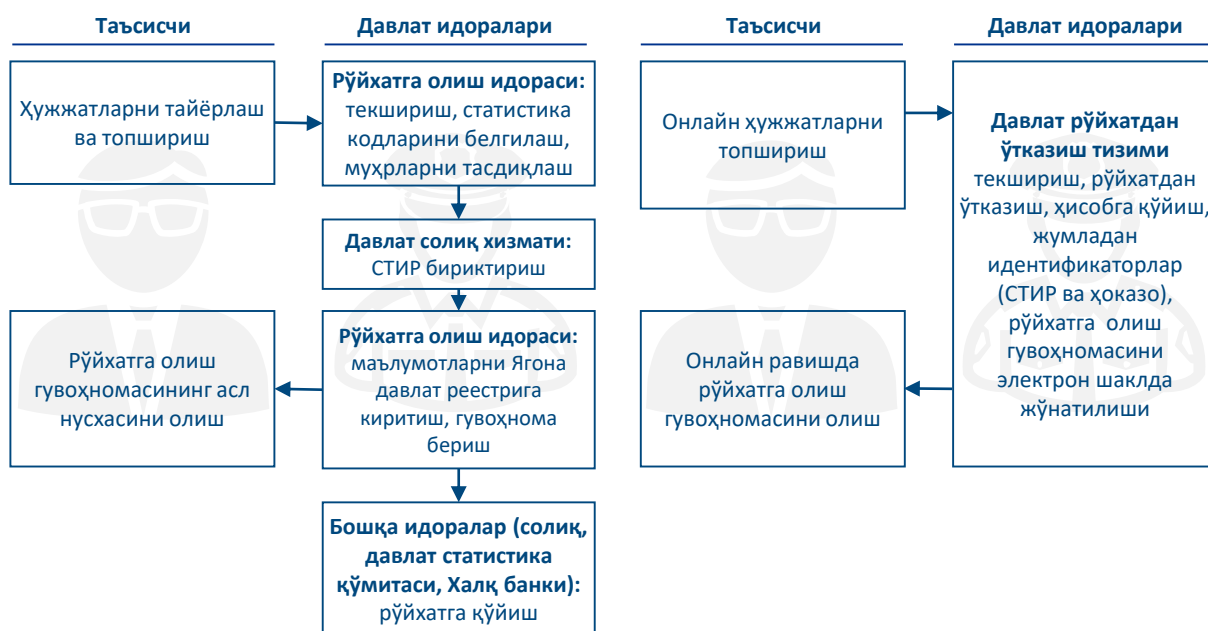 Таъсисчи
Давлат идоралари
Ҳужжатларни тайёрлаш
ва топшириш
Рўйхатга олиш идораси:
текшириш, статистика
кодларини белгилаш,
муҳрларни тасдиқлаш
Давлат солиқ хизмати:
СТИР бириктириш
Рўйхатга олиш идораси:
маълумотларни Ягона
давлат реестрига
киритиш, гувоҳнома
бериш
Рўйхатга олиш
гувоҳномасининг асл
нусхасини олиш
Бошқа идоралар (солиқ,
давлат статистика
қўмитаси, Халқ банки):
рўйхатга қўйиш
Таъсисчи
Давлат идоралари
Онлайн ҳужжатларни
топшириш
Давлат рўйхатдан
ўтказиш тизими
текшириш, рўйхатдан
ўтказиш, ҳисобга қўйиш,
жумладан
идентификаторлар
(СТИР ва ҳоказо),
рўйхатга олиш
гувоҳномасини
электрон шаклда
жўнатилиши
Онлайн равишда
рўйхатга олиш
гувоҳномасини олиш